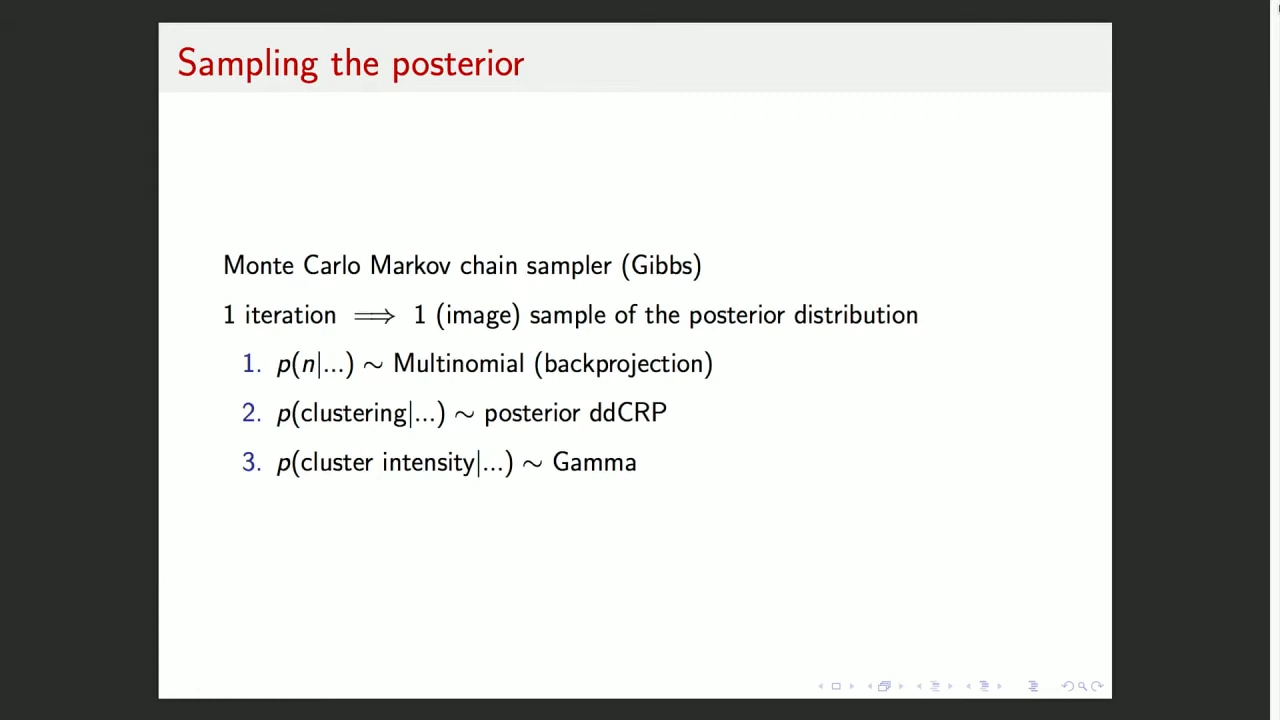 Sampling the posterior
Monte Carlo Markov chain sampler (Gibbs)
1 iteration ⟹ 1 (image) sample of the posterior distribution
1. p(n|...) ∼ Multinomial (backprojection)
2. p(clustering|...) ∼ posterior ddCRP
3. p(cluster intensity|...) ∼ Gamma